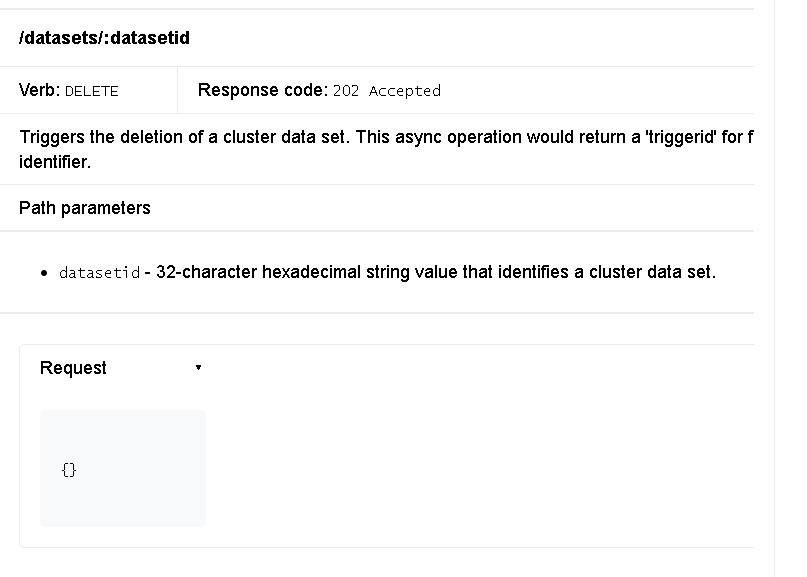 /datasets/:datasetid
Verb: DELETE
Response code: 202 Accepted
Triggers the deletion of a cluster data set. This async operation would return a 'triggerid' for f
identifier.
Path parameters
• datasetid - 32-character hexadecimal string value that identifies a cluster data set.
Request ▾
{}